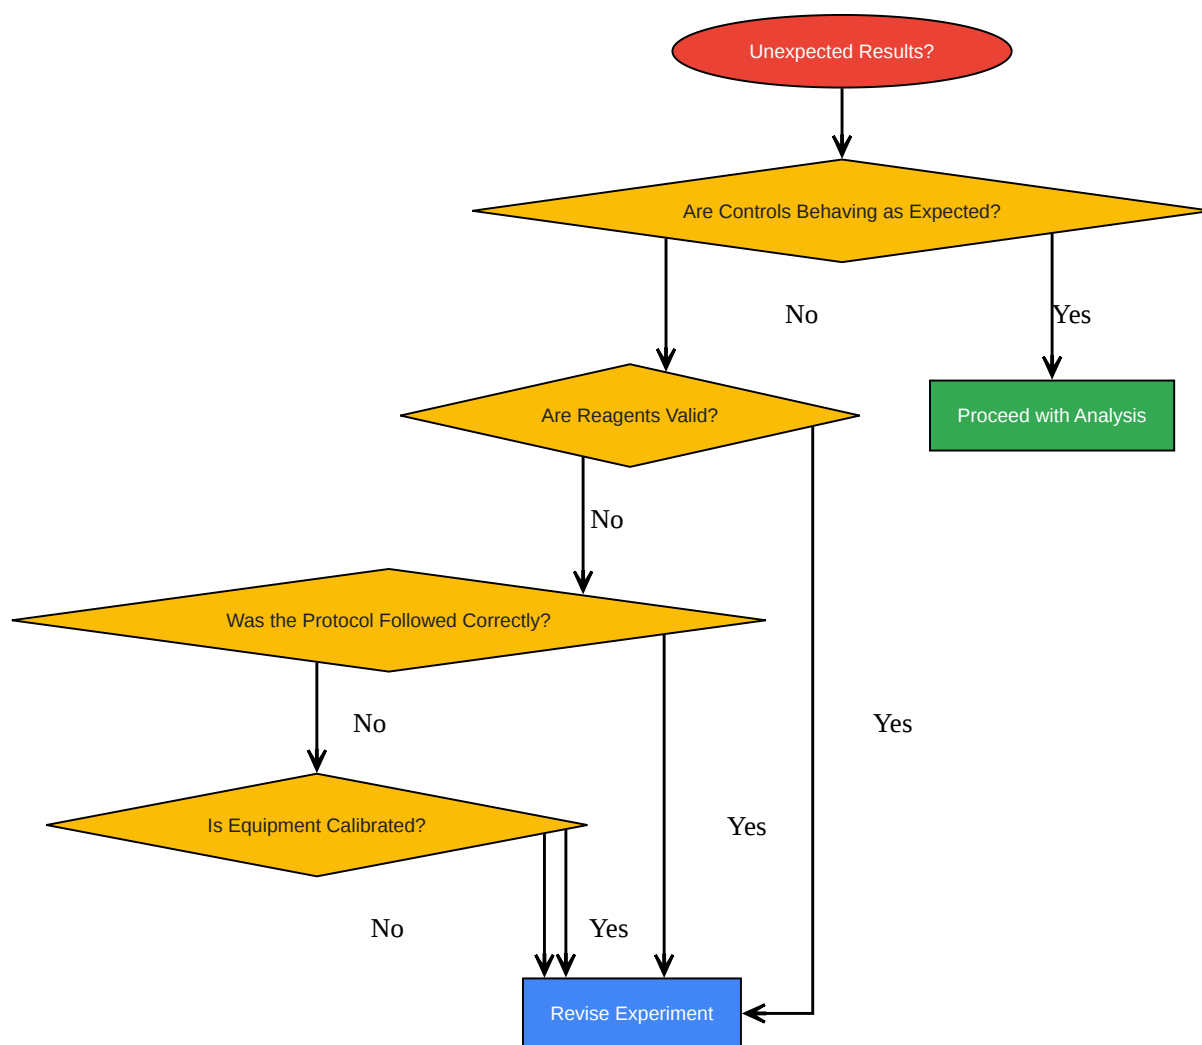 Unexpected Results?
Are Controls Behaving as Expected?
No
Yes
Are Reagents Valid?
Proceed with Analysis
No
Was the Protocol Followed Correctly?
No
Yes
Is Equipment Calibrated?
Yes
No
Yes
Revise Experiment